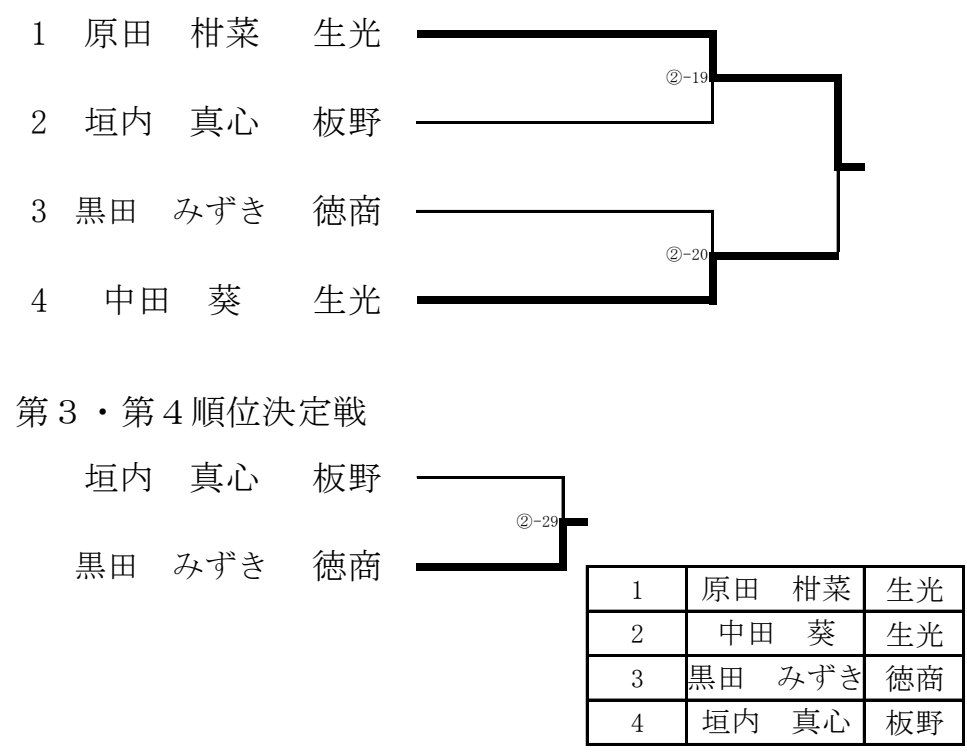 1 原田 柑菜 生光
②-19
2 垣内 真心 板野
3 黒田 みずき 徳商
②-20
4 中田 葵 生光
第３・第４順位決定戦
垣内 真心 板野
②-29
黒田 みずき 徳商
1 原田 柑菜 生光
2 中田 葵 生光
3 黒田 みずき 徳商
4 垣内 真心 板野